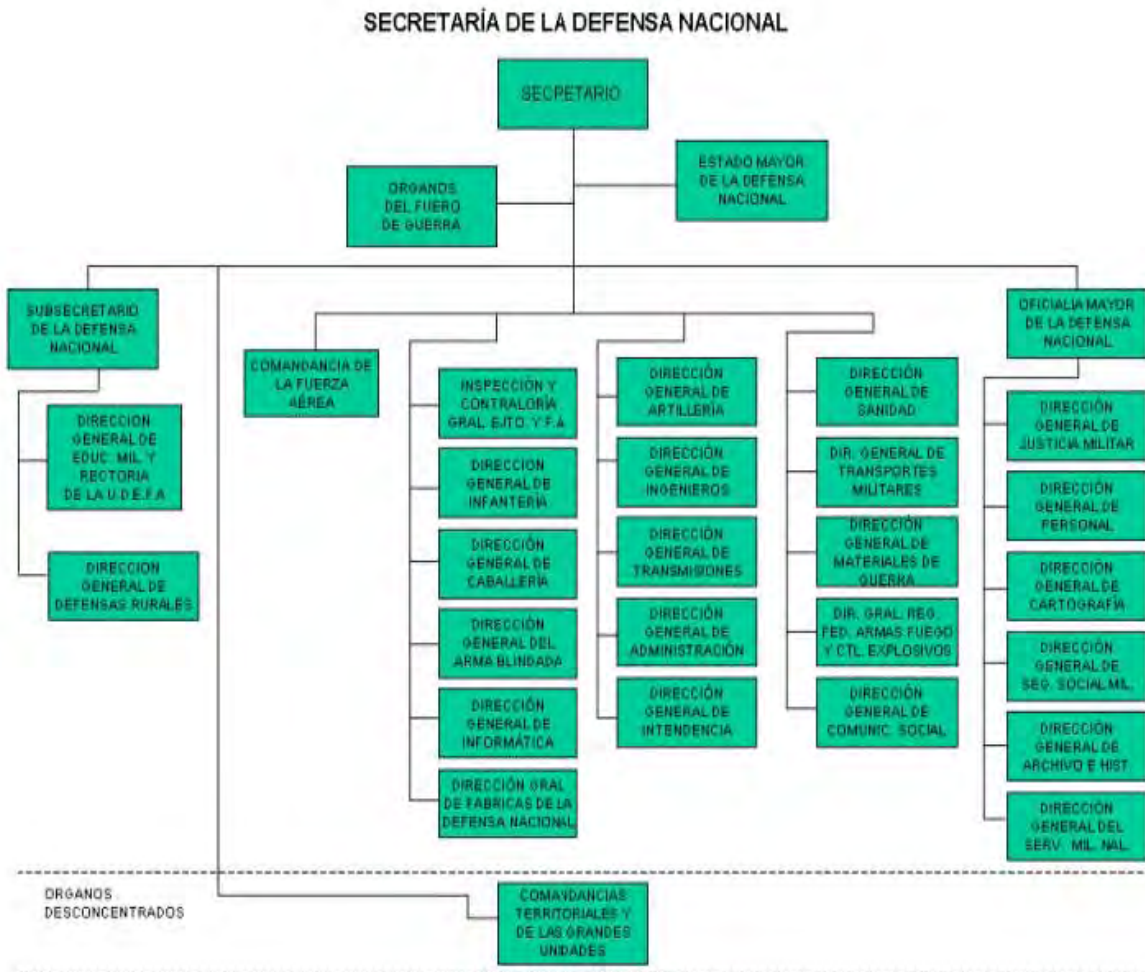 SECRETARÍA DE LA DEFENSA NACIONAL
SECRETARIO
ORGANOS
DEL FUERO
DE GUERRA
ESTADO MAYOR
DE LA DEFENSA
NACIONAL
SUBSECRETARIO
DE LA DEFENSA
NACIONAL
DIRECCION
GENERAL DE
EDUC. MIL. Y
RECTORIA
DE LA U.D.E.F.A
DIRECCIÓN
GENERAL DE
DEFENSAS RURALES
COMANDANCIA DE
LA FUERZA
AÉREA
INSPECCIÓN Y
CONTRALORÍA
GRAL. EJTO. Y F.A
DIRECCIÓN
GENERAL DE
INFANTERÍA
DIRECCIÓN
GENERAL DE
CABALLERÍA
DIRECCIÓN
GENERAL DEL
ARMA BLINDADA
DIRECCIÓN
GENERAL DE
INFORMÁTICA
DIRECCIÓN GRAL
DE FABRICAS DE LA
DEFENSA NACIONAL
DIRECCIÓN
GENERAL DE
ARTILLERÍA
DIRECCIÓN
GENERAL DE
INGENIEROS
DIRECCIÓN
GENERAL DE
TRANSMISIONES
DIRECCIÓN
GENERAL DE
ADMINISTRACIÓN
DIRECCIÓN
GENERAL DE
INTENDENCIA
DIRECCIÓN
GENERAL DE
SANIDAD
DIR. GENERAL DE
TRANSPORTES
MILITARES
DIRECCIÓN
GENERAL DE
MATERIALES DE
GUERRA
DIR. GRAL. REG.
FED. ARMAS FUEGO
Y CTL. EXPLOSIVOS
DIRECCIÓN
GENERAL DE
COMUNIC. SOCIAL
OFICIALIA MAYOR
DE LA DEFENSA
NACIONAL
DIRECCIÓN
GENERAL DE
JUSTICIA MILITAR
DIRECCIÓN
GENERAL DE
PERSONAL
DIRECCIÓN
GENERAL DE
CARTOGRAFÍA
DIRECCIÓN
GENERAL DE
SEG. SOCIAL MIL.
DIRECCIÓN
GENERAL DE
ARCHIVO E HIST.
DIRECCIÓN
GENERAL DEL
SERV. MIL. NAL.
ORGANOS
DESCONCENTRADOS
COMANDANCIAS
TERRITORIALES Y
DE LAS GRANDES
UNIDADES